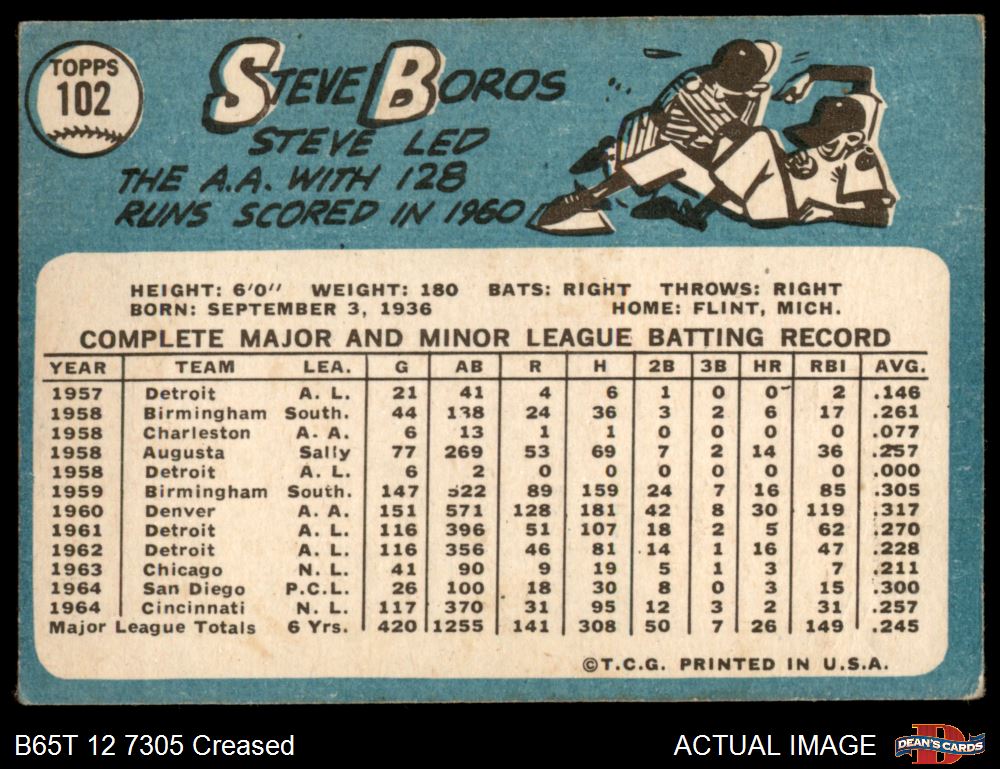 TOPPS
102
STEVE BOROS
STEVE LED
THE A.A. WITH 128
RUNS SCORED IN 1960
HEIGHT: 6'0" WEIGHT: 180 BATS: RIGHT THROWS: RIGHT
BORN: SEPTEMBER 3, 1936 HOME: FLINT, MICH.
COMPLETE MAJOR AND MINOR LEAGUE BATTING RECORD
YEAR TEAM LEA. G AB R H 2B 3B HR RBI AVG.
1957 Detroit A. L. 21 41 4 6 1 0 0 2 .146
1958 Birmingham South. 44 138 24 36 3 2 6 17 .261
1958 Charleston A. A. 6 13 1 1 0 0 0 0 .077
1958 Augusta Sally 77 269 53 69 7 2 14 36 .257
1958 Detroit A. L. 6 2 0 0 0 0 0 0 .000
1959 Birmingham South. 147 522 89 159 24 7 16 85 .305
1960 Denver A. A. 151 571 128 181 42 8 30 119 .317
1961 Detroit A. L. 116 396 51 107 18 2 5 62 .270
1962 Detroit A. L. 116 356 46 81 14 1 16 47 .228
1963 Chicago N. L. 41 90 9 19 5 1 3 7 .211
1964 San Diego P.C.L. 26 100 18 30 8 0 3 15 .300
1964 Cincinnati N. L. 117 370 31 95 12 3 2 31 .257
Major League Totals 6 Yrs. 420 1255 141 308 50 7 26 149 .245
©T.C.G. PRINTED IN U.S.A.
B65T 12 7305 Creased
ACTUAL IMAGE
D
DEAN'S CARDS